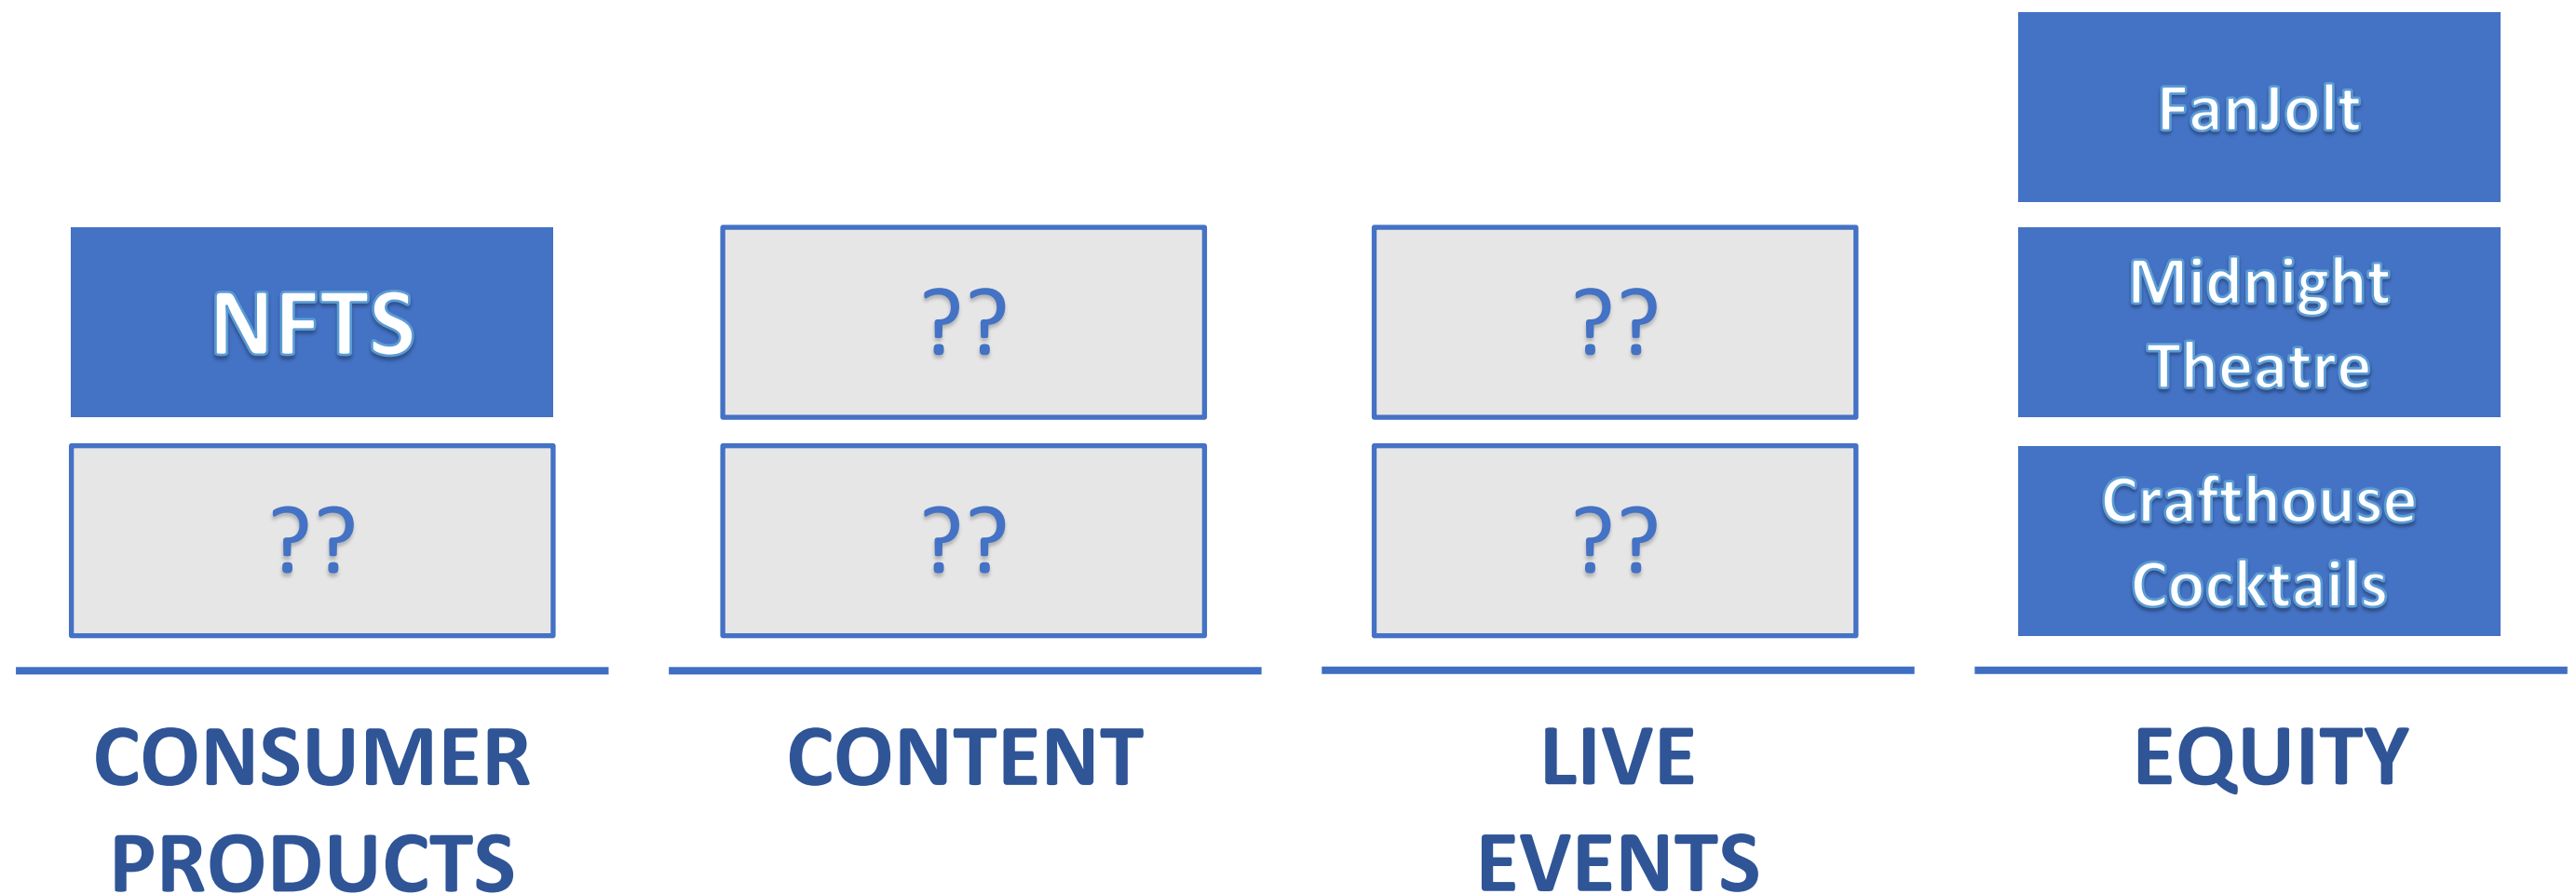 FanJolt
NFTS
??
??
Midnight
Theatre
??
??
??
Crafthouse
Cocktails
CONSUMER
PRODUCTS
CONTENT
LIVE
EVENTS
EQUITY